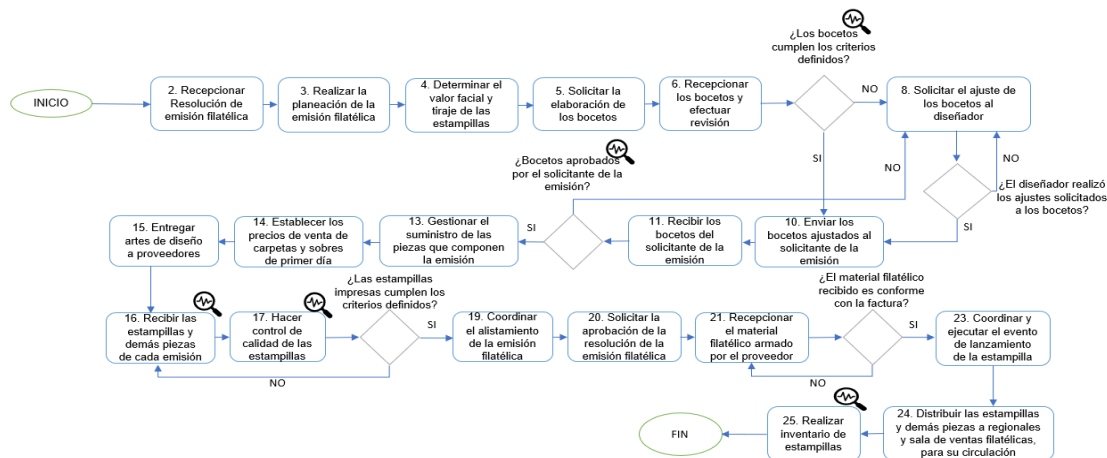 ¿Los bocetos
cumplen los criterios
definidos?
INICIO
2. Recepcionar
Resolución de
emisión filatélica
3. Realizar la
planeación de la
emisión filatélica
4. Determinar el
valor facial y
tiraje de las
estampillas
5. Solicitar la
elaboración de
los bocetos
6. Recepcionar
los bocetos y
efectuar
revisión
NO
8. Solicitar el ajuste de
los bocetos al
diseñador
SI
NO
NO
¿El diseñador realizó
los ajustes solicitados
a los bocetos?
SI
¿Bocetos aprobados
por el solicitante de la
emisión?
10. Enviar los
bocetos ajustados al
solicitante de la
emisión
11. Recibir los
bocetos del
solicitante de la
emisión
SI
13. Gestionar el
suministro de las
piezas que componen
la emisión
14. Establecer los
precios de venta de
carpetas y sobres
de primer día
15. Entregar
artes de diseño
a proveedores
16. Recibir las
estampillas y
demás piezas
de cada emisión
17. Hacer
control de
calidad de las
estampillas
¿Las estampillas
impresas cumplen los
criterios definidos?
SI
NO
19. Coordinar
el alistamiento
de la emisión
filatélica
20. Solicitar la
aprobación de la
resolución de la
emisión filatélica
21. Recepcionar
el material
filatélico armado
por el proveedor
¿El material filatélico
recibido es conforme
con la factura?
SI
NO
23. Coordinar y
ejecutar el evento
de lanzamiento
de la estampilla
24. Distribuir las estampillas
y demás piezas a regionales
y sala de ventas filatélicas,
para su circulación
25. Realizar
inventario de
estampillas
FIN